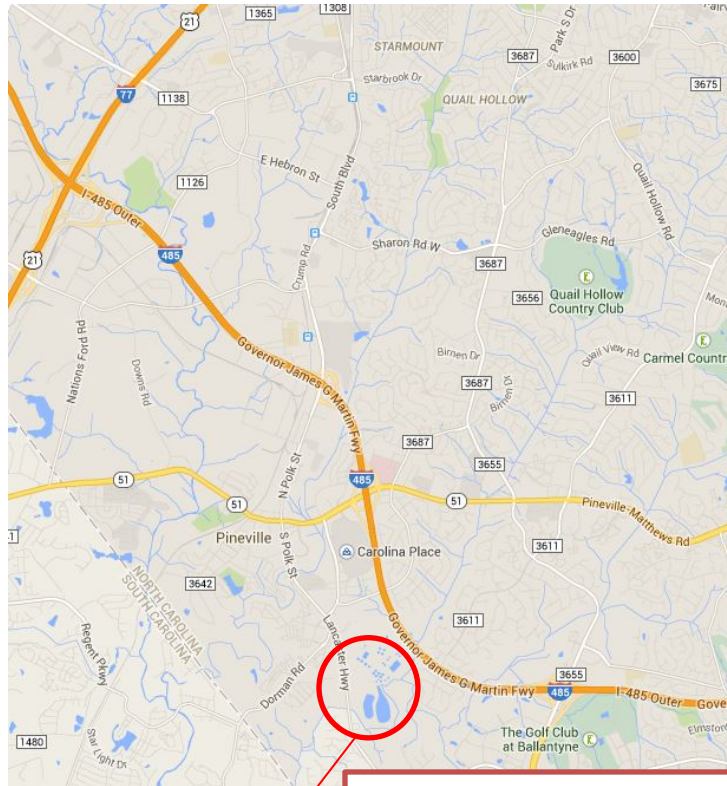 1365
1308
21
STARMOUNT
3687
Park S Dr
Sulkirk Rd
3600
Starbrook Dr
3675
77
1138
QUAIL HOLLOW
E Hebron St
South Blvd
1126
I-485 Outer
Quail Hollow Rd
Gleneagles Rd
Sharon Rd W
485
21
3687
Crump Rd
3656
Quail Hollow
Country Club
Nations Ford Rd
Downs Rd
Governor James G Martin Fwy
Birnen Dr
Quail View Rd
Carmel Countr
3687
Birnen Dr
3611
3687
N Polk St
3655
485
51
51
51
Pineville-Matthews Rd
Pineville
S Polk St
Carolina Place
3611
3642
NORTH CAROLINA
SOUTH CAROLINA
Lancaster Hwy
3611
Governor James G Martin Fwy
Regent Pkwy
Dorman Rd
3655
485
I-485 Outer
Gove
The Golf Club
at Ballantyne
Elmsto
1480
Star Light Dr